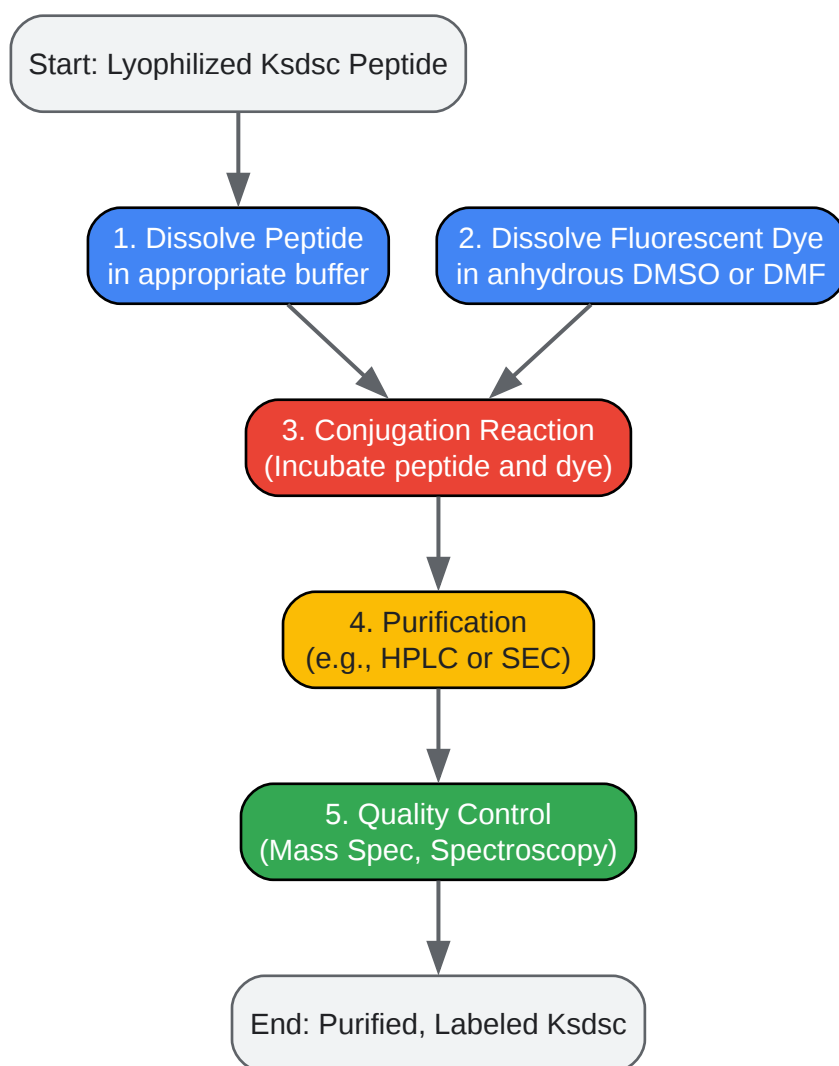 Start: Lyophilized Ksdsc Peptide
1. Dissolve Peptide
in appropriate buffer
2. Dissolve Fluorescent Dye
in anhydrous DMSO or DMF
3. Conjugation Reaction
(Incubate peptide and dye)
4. Purification
(e.g., HPLC or SEC)
5. Quality Control
(Mass Spec, Spectroscopy)
End: Purified, Labeled Ksdsc